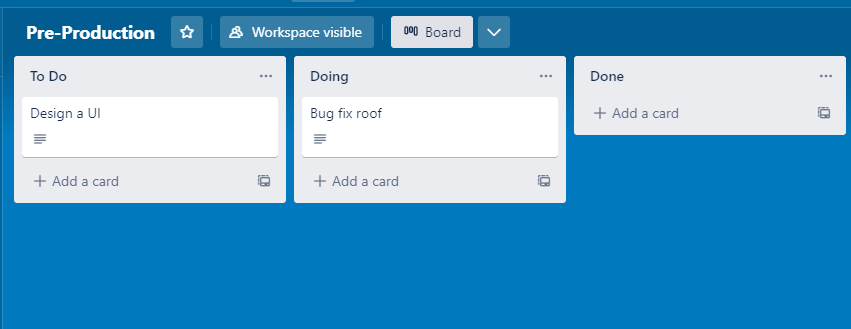 Pre-Production
Workspace visible
Board
To Do
Design a UI
Add a card
Doing
Bug fix roof
Add a card
Done
Add a card